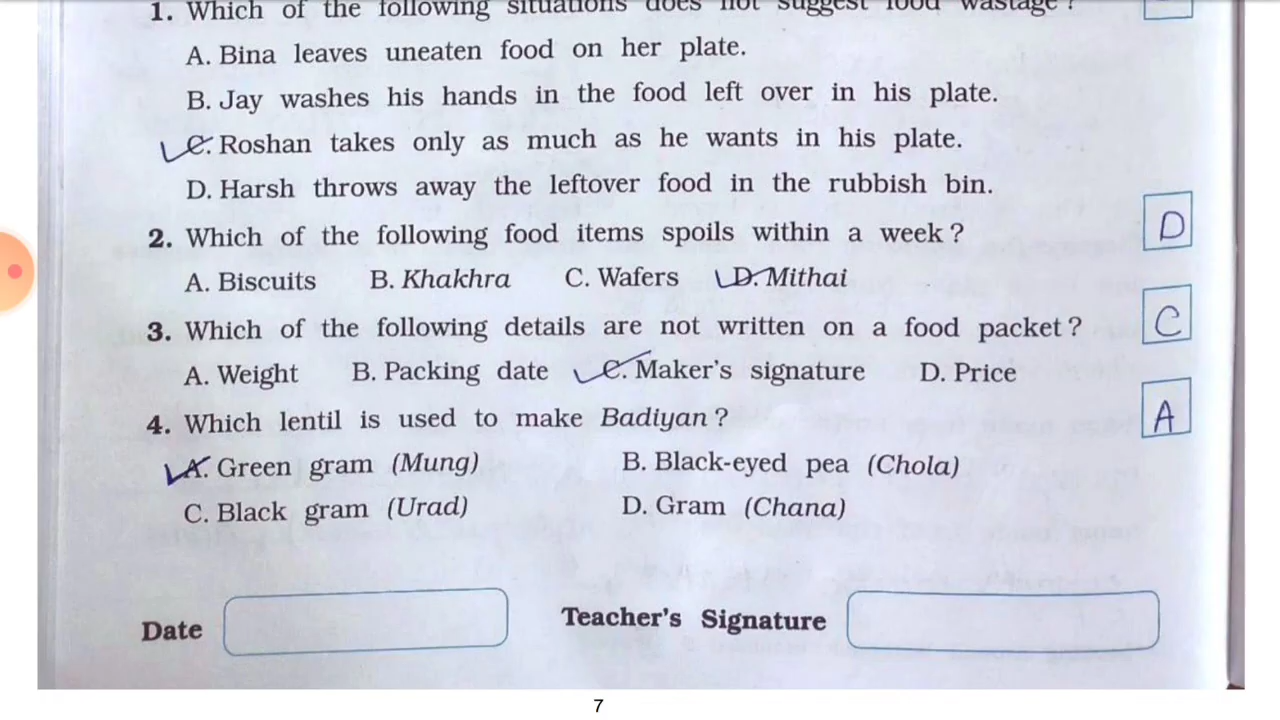 1. Which of the following situations does not suggest food wastage ?
A. Bina leaves uneaten food on her plate.
B. Jay washes his hands in the food left over in his plate.
C. Roshan takes only as much as he wants in his plate.
D. Harsh throws away the leftover food in the rubbish bin.
2. Which of the following food items spoils within a week ? D
A. Biscuits B. Khakhra C. Wafers D. Mithai
3. Which of the following details are not written on a food packet ? C
A. Weight B. Packing date C. Maker's signature D. Price
4. Which lentil is used to make Badiyan ? A
A. Green gram (Mung) B. Black-eyed pea (Chola)
C. Black gram (Urad) D. Gram (Chana)
Date Teacher's Signature
7